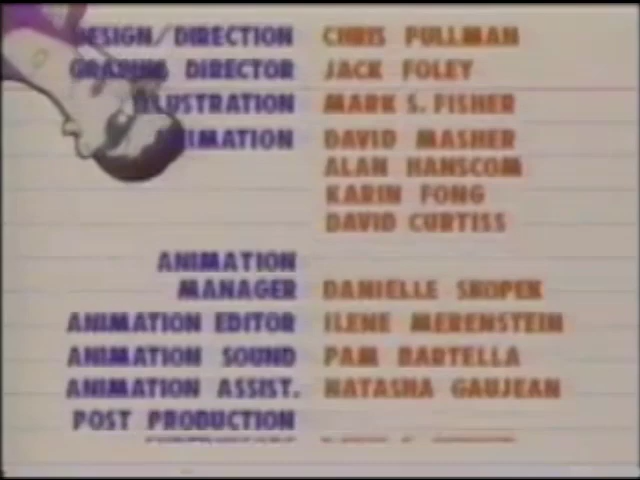 DESIGN/DIRECTION CHRIS PULLMAN
GRAPHIC DIRECTOR JACK FOLEY
ILLUSTRATION MARK S. FISHER
ANIMATION DAVID MASHER
ALAN HANSCOM
KARIN FONG
DAVID CURTISS
ANIMATION
MANAGER DANIELLE SHOPEK
ANIMATION EDITOR ILENE MERENSTEIN
ANIMATION SOUND PAM BARTELLA
ANIMATION ASSIST. NATASHA GAUJEAN
POST PRODUCTION